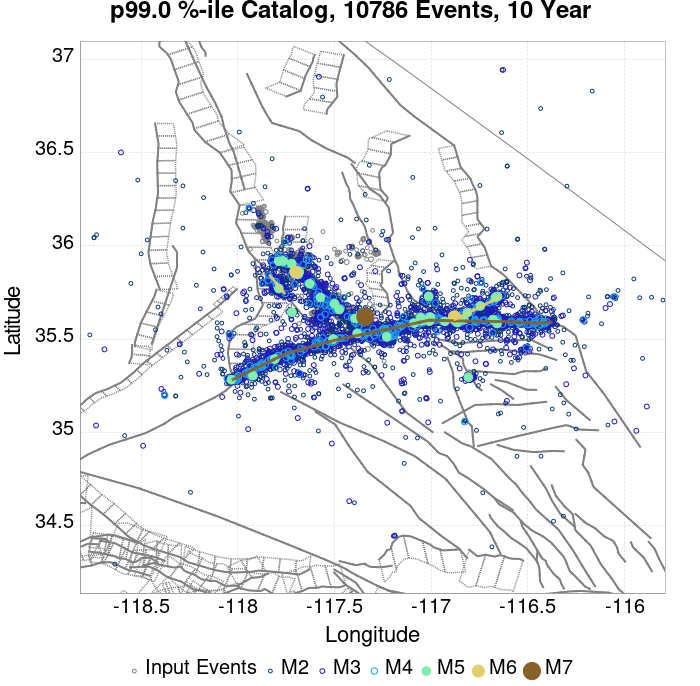 p99.0 %-ile Catalog, 10786 Events, 10 Year
37
36.5
36
35.5
35
34.5
Latitude
-118.5 -118 -117.5 -117 -116.5 -116
Longitude
Input Events M2 M3 M4 M5 M6 M7